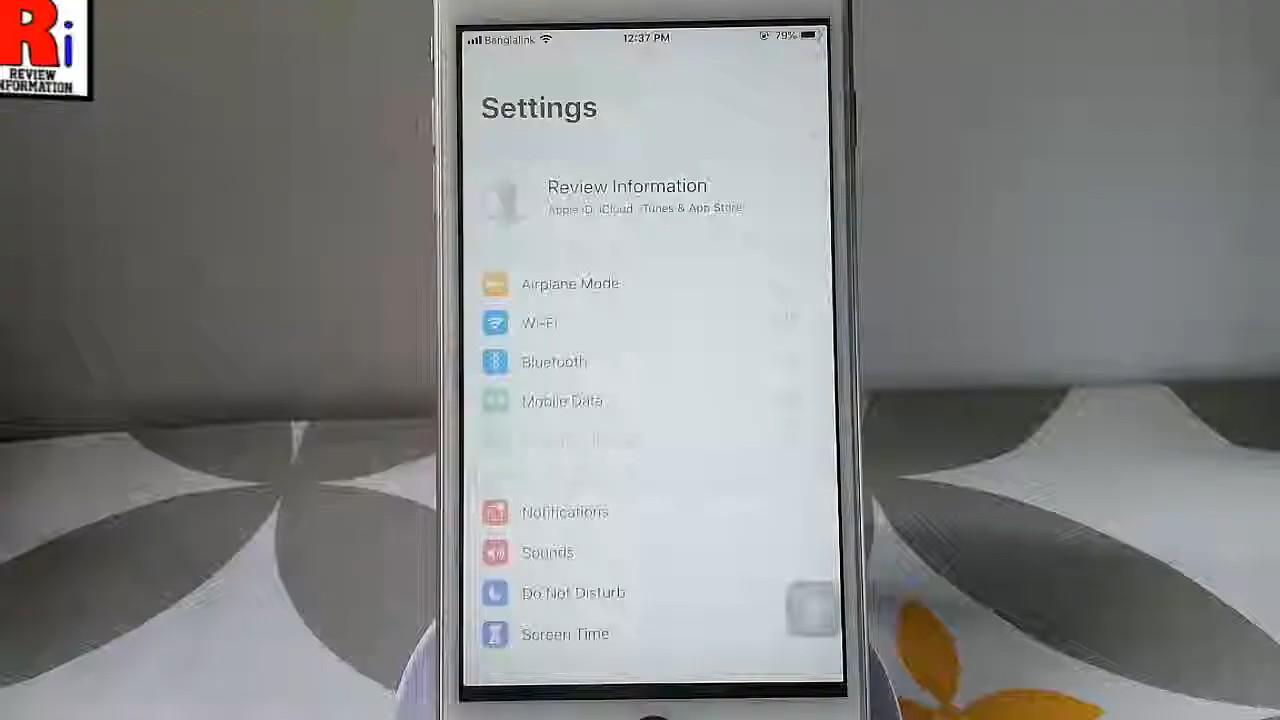 Ri
REVIEW
INFORMATION
Banglalink
12:37 PM
79%
Settings
Review Information
Apple ID, iCloud, iTunes & App Store
Airplane Mode
Wi-Fi
Bluetooth
Mobile Data
Notifications
Sounds
Do Not Disturb
Screen Time